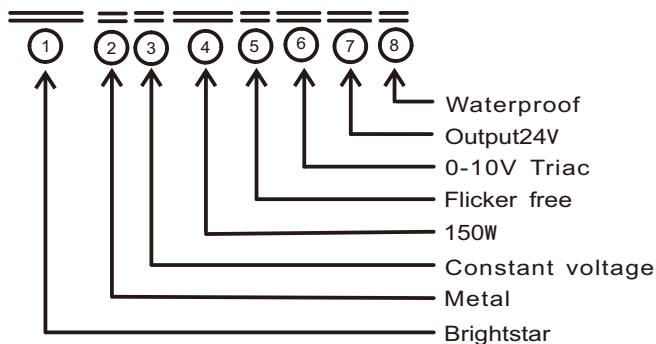 1 2 3 4 5 6 7 8
Waterproof
Output24V
0-10V Triac
Flicker free
150W
Constant voltage
Metal
Brightstar